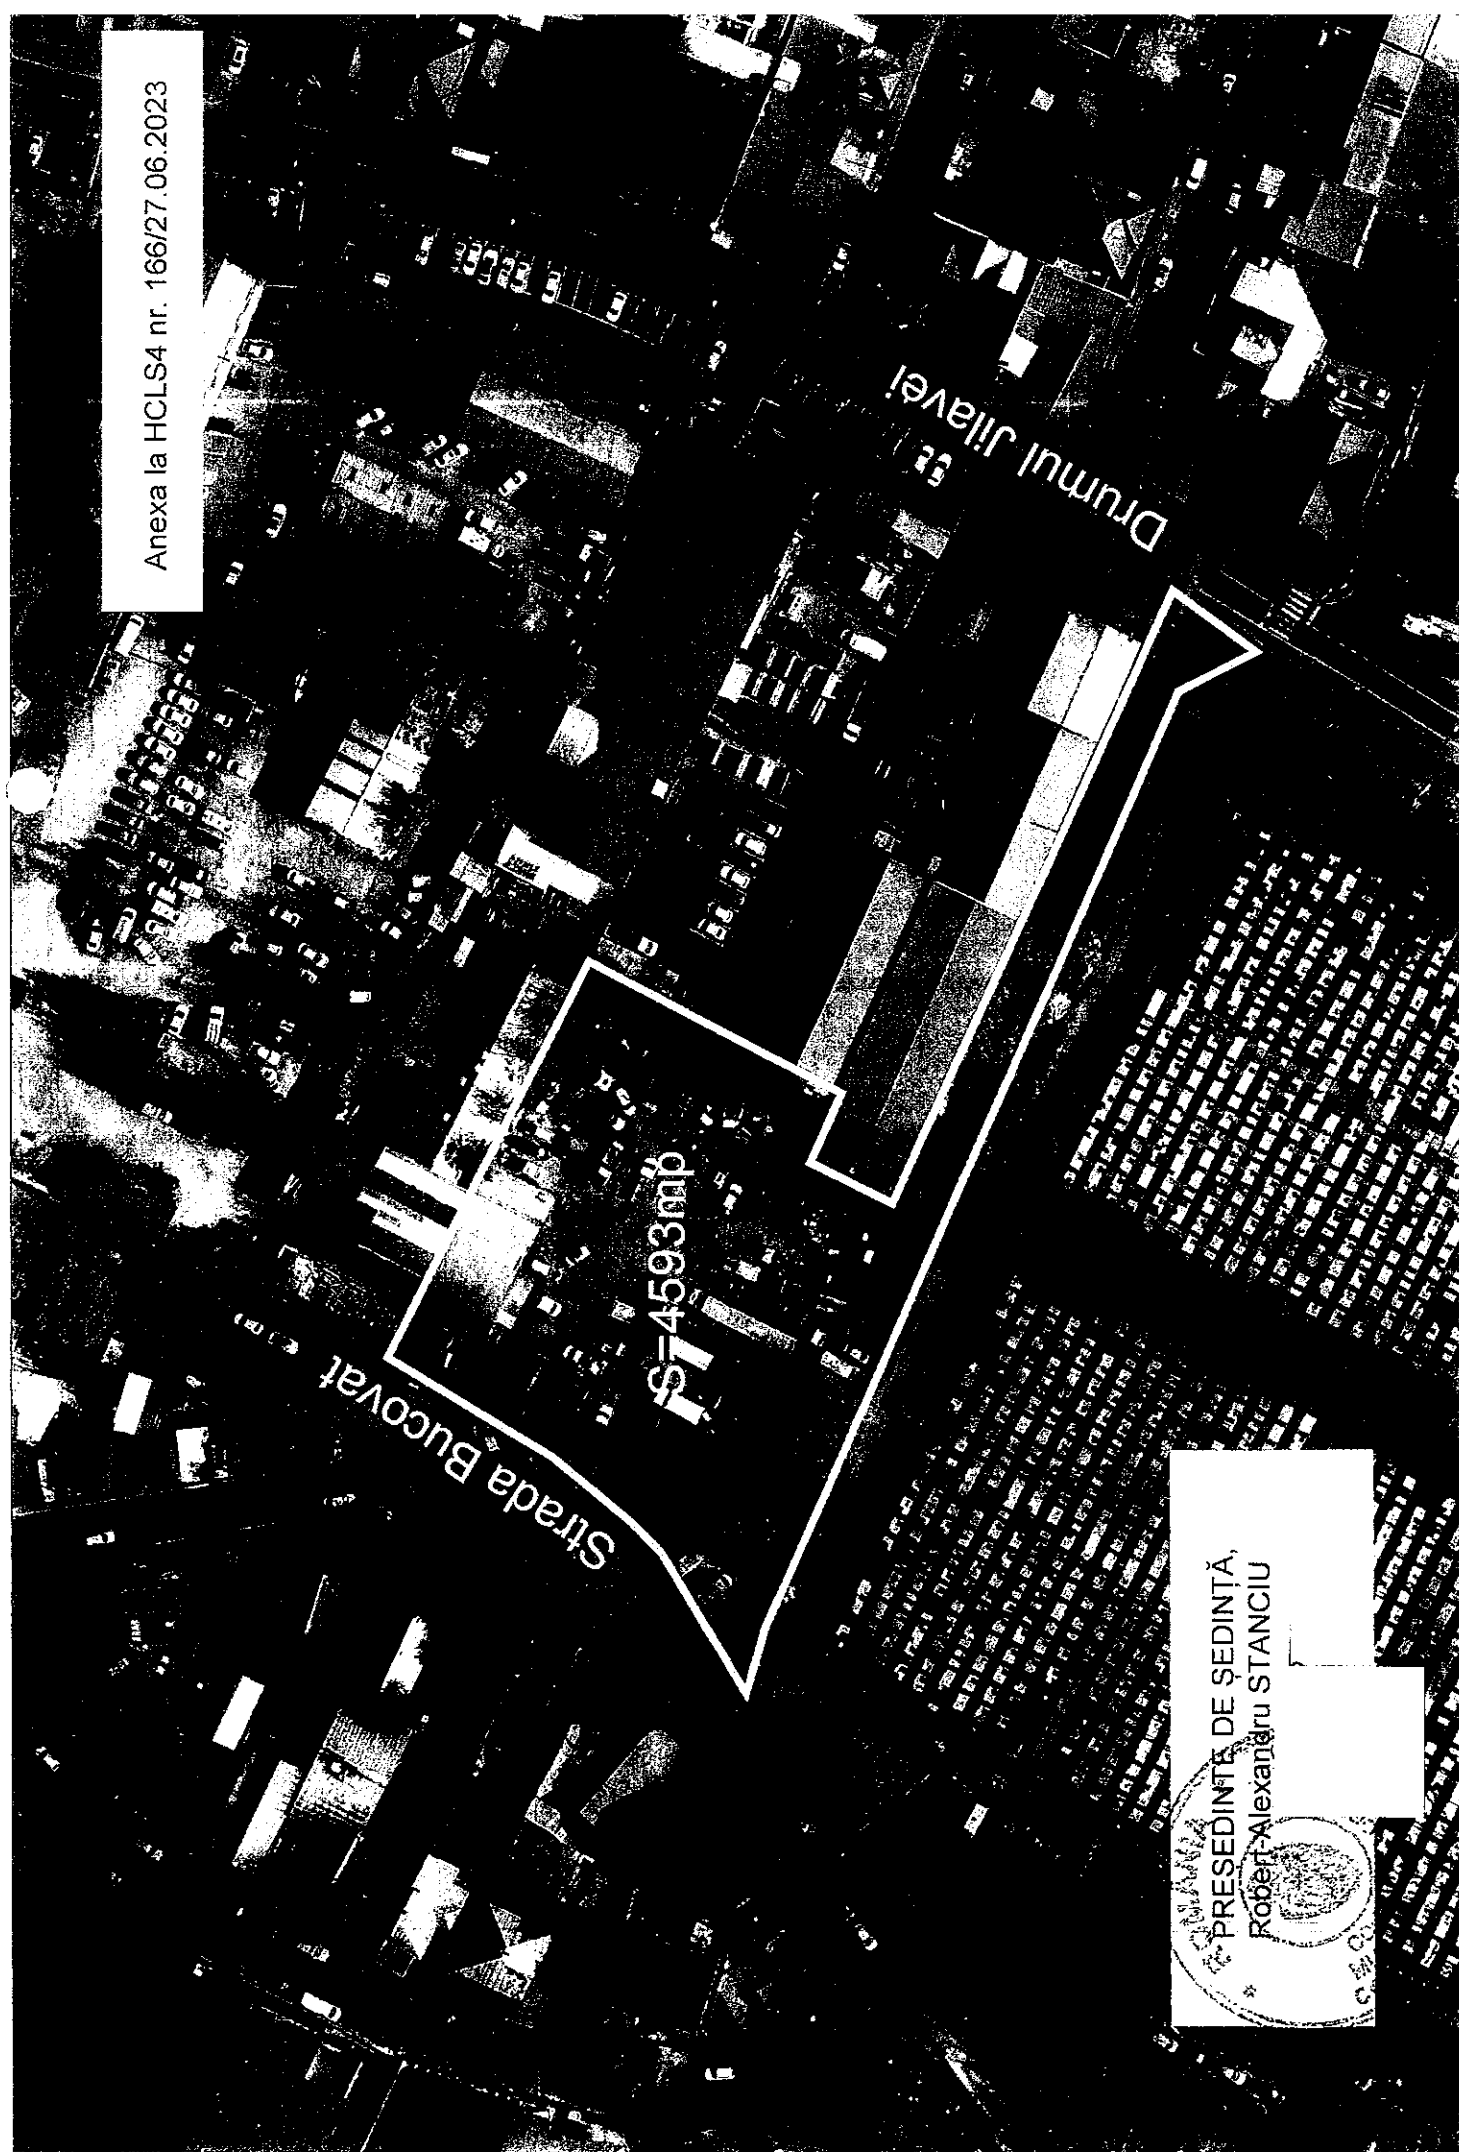 Anexa la HCLS4 nr. 166/27.06.2023
Drumul Jilavei
Strada Bucovat
S=4593mp
PREȘEDINTE DE ȘEDINȚĂ,
Robert-Alexandru STANCIU
ROMANIA